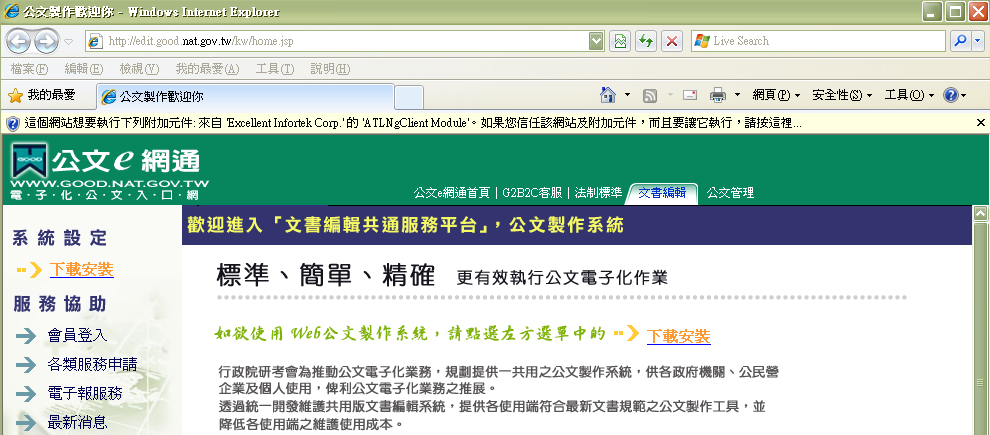 公文製作歡迎你 - Windows Internet Explorer
http://edit.good.nat.gov.tw/kw/home.jsp
Live Search
檔案(F) 編輯(E) 檢視(V) 我的最愛(A) 工具(T) 說明(H)
我的最愛 公文製作歡迎你 網頁(P) 安全性(S) 工具(O)
這個網站想要執行下列附加元件: 來自 'Excellent Infortek Corp.' 的 'ATLNgClient Module'。如果您信任該網站及附加元件，而且要讓它執行，請按這裡...
公文e網通
WWW.GOOD.NAT.GOV.TW
電‧子‧化‧公‧文‧入‧口‧網
公文e網通首頁 | G2B2C客服 | 法制標準 文書編輯 公文管理
歡迎進入「文書編輯共通服務平台」，公文製作系統
系統設定
下載安裝
服務協助
會員登入
各類服務申請
電子報服務
最新消息
標準、簡單、精確 更有效執行公文電子化作業
如欲使用 Web公文製作系統，請點選左方選單中的 下載安裝
行政院研考會為推動公文電子化業務，規劃提供一共用之公文製作系統，供各政府機關、公民營
企業及個人使用，俾利公文電子化業務之推展。
透過統一開發維護共用版文書編輯系統，提供各使用端符合最新文書規範之公文製作工具，並
降低各使用端之維護使用成本。